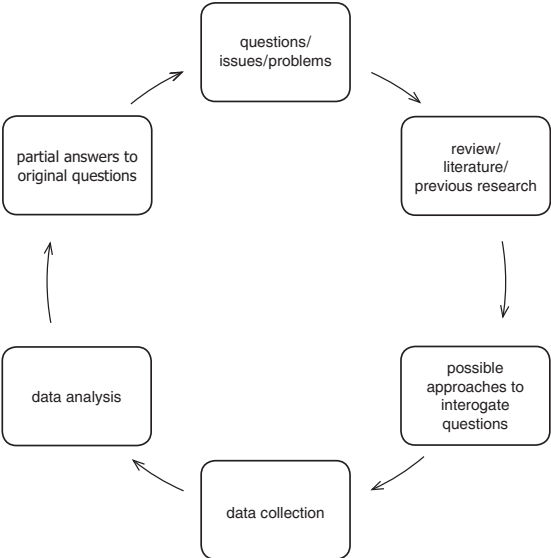 questions/
issues/problems
review/
literature/
previous research
possible
approaches to
interogate
questions
data collection
data analysis
partial answers to
original questions